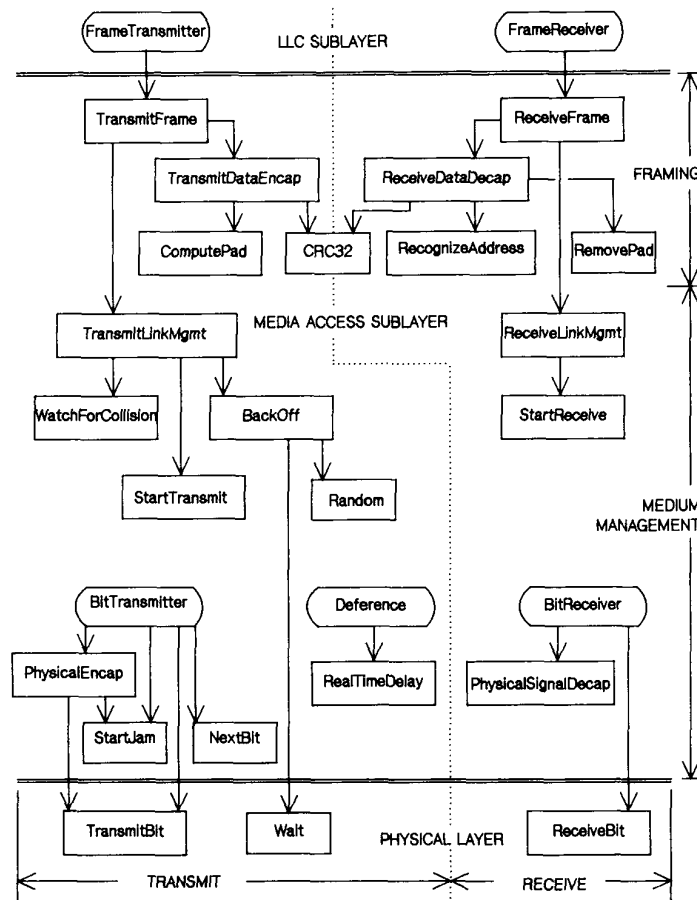 FrameTransmitter
LLC SUBLAYER
FrameReceiver
TransmitFrame
ReceiveFrame
TransmitDataEncap
ReceiveDataDecap
FRAMING
ComputePad
CRC32
RecognizeAddress
RemovePad
TransmitLinkMgmt
MEDIA ACCESS SUBLAYER
ReceiveLinkMgmt
WatchForCollision
BackOff
StartReceive
StartTransmit
Random
MEDIUM
MANAGEMENT
BitTransmitter
Deference
BitReceiver
PhysicalEncap
RealTimeDelay
PhysicalSignalDecap
StartJam
NextBit
TransmitBit
Wait
PHYSICAL LAYER
ReceiveBit
TRANSMIT
RECEIVE